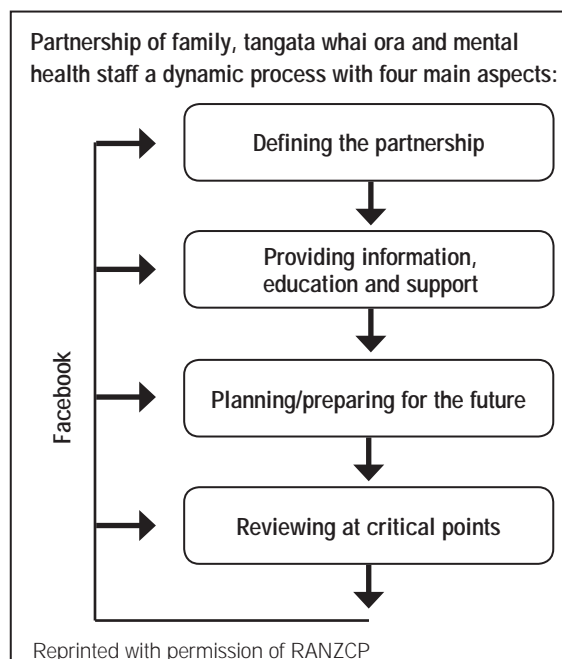 Partnership of family, tangata whai ora and mental
health staff a dynamic process with four main aspects:
Defining the partnership
Providing information,
education and support
Planning/preparing for the future
Reviewing at critical points
Facebook
Reprinted with permission of RANZCP